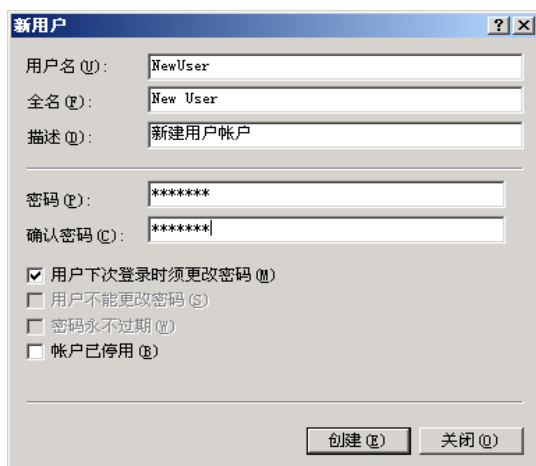 新用户
用户名(U): NewUser
全名(F): New User
描述(D): 新建用户帐户
密码(P): *******
确认密码(C): *******
用户下次登录时须更改密码(M)
用户不能更改密码(S)
密码永不过期(W)
帐户已停用(B)
创建(E) 关闭(O)